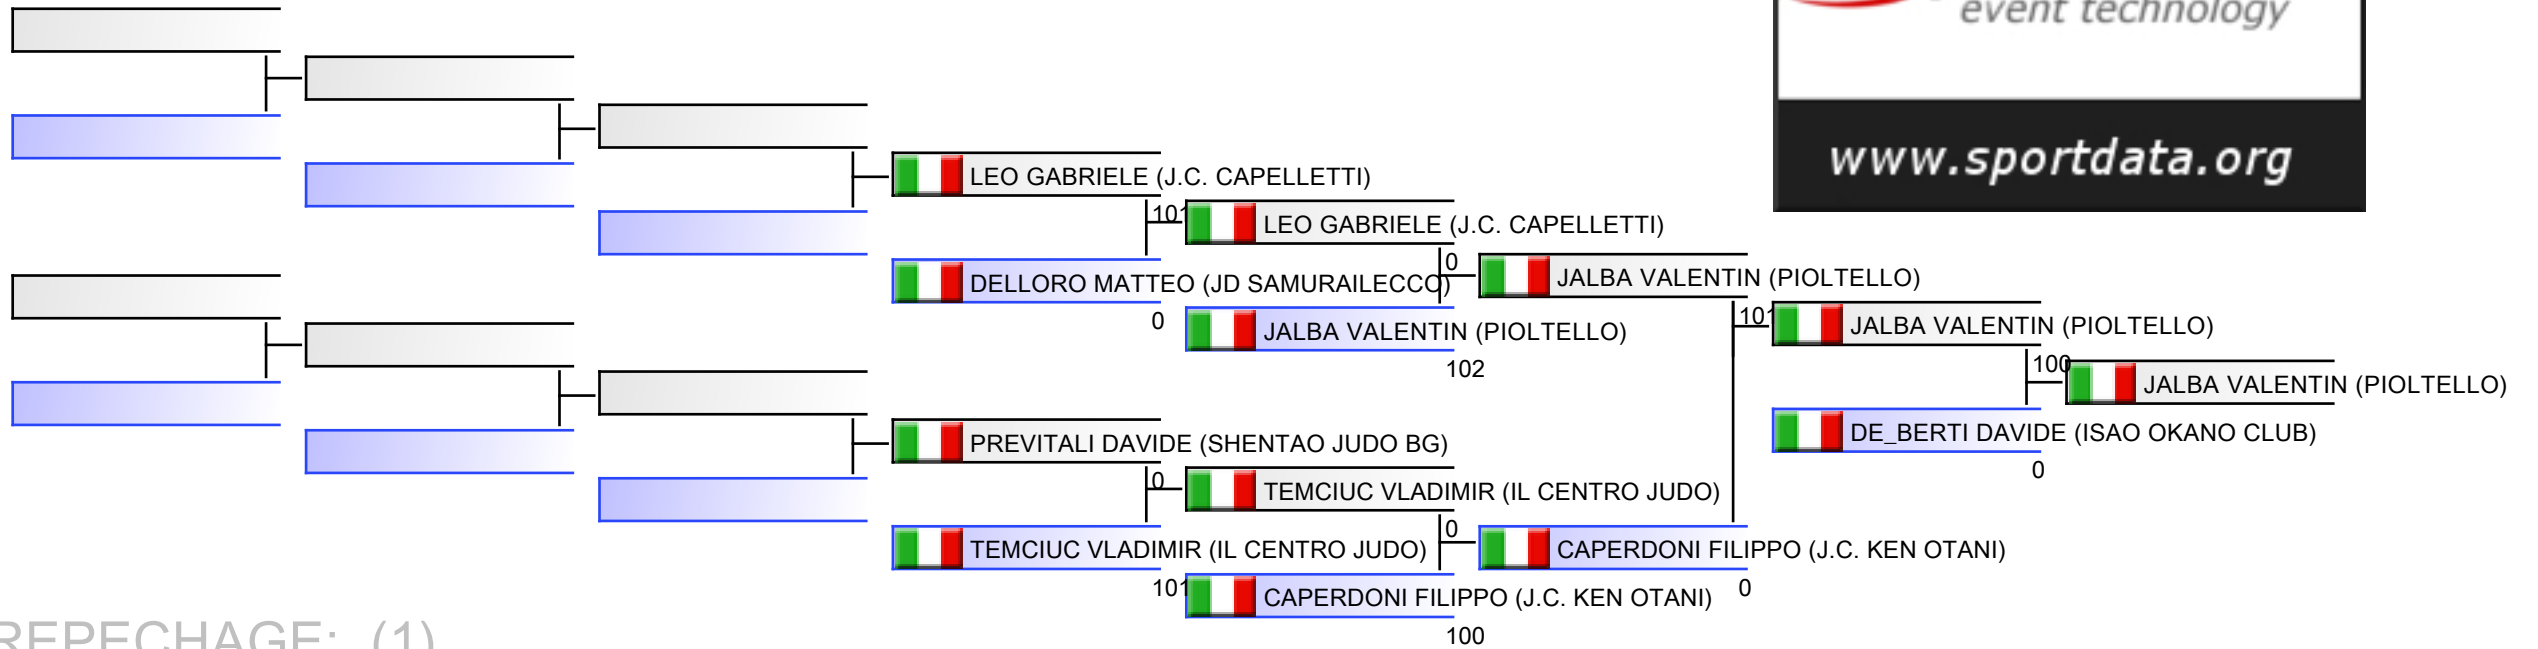 event technology
www.sportdata.org
LEO GABRIELE (J.C. CAPELLETTI)
101
LEO GABRIELE (J.C. CAPELLETTI)
0
DELLORO MATTEO (JD SAMURAILECCO)
0
JALBA VALENTIN (PIOLTELLO)
102
JALBA VALENTIN (PIOLTELLO)
101
JALBA VALENTIN (PIOLTELLO)
100
JALBA VALENTIN (PIOLTELLO)
DE_BERTI DAVIDE (ISAO OKANO CLUB)
0
PREVITALI DAVIDE (SHENTAO JUDO BG)
0
TEMCIUC VLADIMIR (IL CENTRO JUDO)
0
TEMCIUC VLADIMIR (IL CENTRO JUDO)
101
CAPERDONI FILIPPO (J.C. KEN OTANI)
0
CAPERDONI FILIPPO (J.C. KEN OTANI)
100
REPECHAGE: (1)